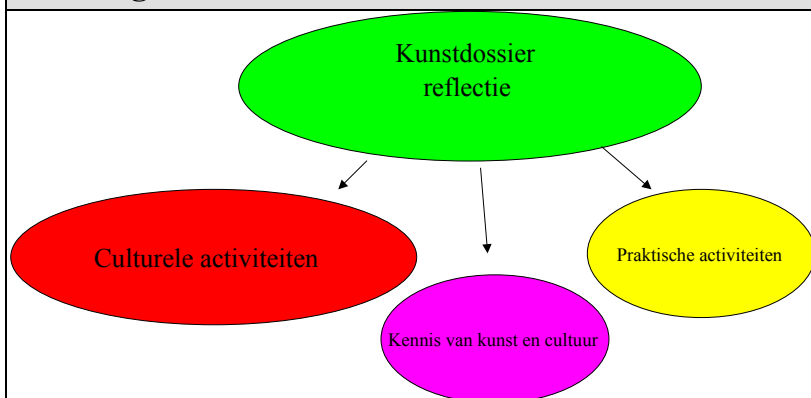 Kunstdossier
reflectie
Culturele activiteiten
Praktische activiteiten
Kennis van kunst en cultuur